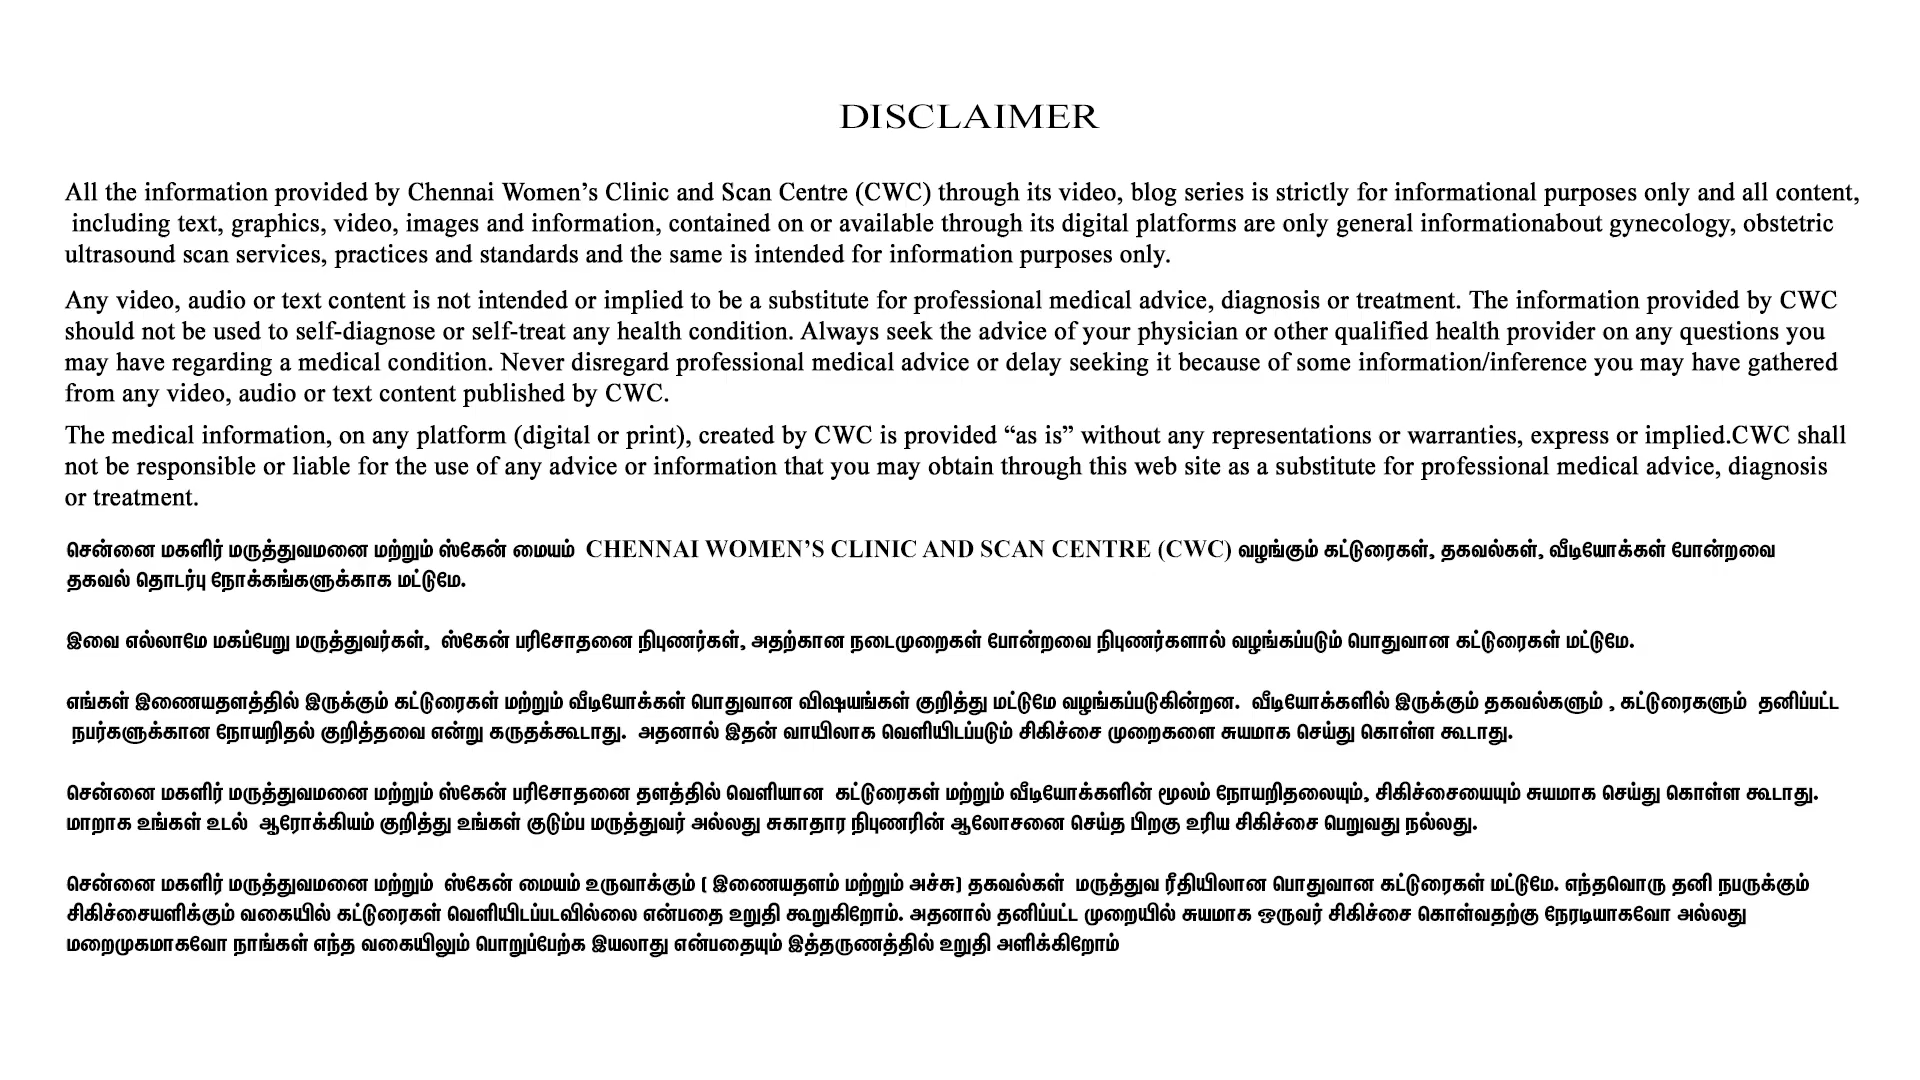 DISCLAIMER
All the information provided by Chennai Women’s Clinic and Scan Centre (CWC) through its video, blog series is strictly for informational purposes only and all content,
including text, graphics, video, images and information, contained on or available through its digital platforms are only general informationabout gynecology, obstetric
ultrasound scan services, practices and standards and the same is intended for information purposes only.
Any video, audio or text content is not intended or implied to be a substitute for professional medical advice, diagnosis or treatment. The information provided by CWC
should not be used to self-diagnose or self-treat any health condition. Always seek the advice of your physician or other qualified health provider on any questions you
may have regarding a medical condition. Never disregard professional medical advice or delay seeking it because of some information/inference you may have gathered
from any video, audio or text content published by CWC.
The medical information, on any platform (digital or print), created by CWC is provided “as is” without any representations or warranties, express or implied.CWC shall
not be responsible or liable for the use of any advice or information that you may obtain through this web site as a substitute for professional medical advice, diagnosis
or treatment.
சென்னை மகளிர் மருத்துவமனை மற்றும் ஸ்கேன் மையம் CHENNAI WOMEN’S CLINIC AND SCAN CENTRE (CWC) வழங்கும் கட்டுரைகள், தகவல்கள், வீடியோக்கள் போன்றவை
தகவல் தொடர்பு நோக்கங்களுக்காக மட்டுமே.
இவை எல்லாமே மகப்பேறு மருத்துவர்கள், ஸ்கேன் பரிசோதனை நிபுணர்கள், அதற்கான நடைமுறைகள் போன்றவை நிபுணர்களால் வழங்கப்படும் பொதுவான கட்டுரைகள் மட்டுமே.
எங்கள் இணையதளத்தில் இருக்கும் கட்டுரைகள் மற்றும் வீடியோக்கள் பொதுவான விஷயங்கள் குறித்து மட்டுமே வழங்கப்படுகின்றன. வீடியோக்களில் இருக்கும் தகவல்களும் , கட்டுரைகளும் தனிப்பட்ட
நபர்களுக்கான நோயறிதல் குறித்தவை என்று கருதக்கூடாது. அதனால் இதன் வாயிலாக வெளியிடப்படும் சிகிச்சை முறைகளை சுயமாக செய்து கொள்ள கூடாது.
சென்னை மகளிர் மருத்துவமனை மற்றும் ஸ்கேன் பரிசோதனை தளத்தில் வெளியான கட்டுரைகள் மற்றும் வீடியோக்களின் மூலம் நோயறிதலையும், சிகிச்சையையும் சுயமாக செய்து கொள்ள கூடாது.
மாறாக உங்கள் உடல் ஆரோக்கியம் குறித்து உங்கள் குடும்ப மருத்துவர் அல்லது சுகாதார நிபுணரின் ஆலோசனை செய்த பிறகு உரிய சிகிச்சை பெறுவது நல்லது.
சென்னை மகளிர் மருத்துவமனை மற்றும் ஸ்கேன் மையம் உருவாக்கும் ( இணையதளம் மற்றும் அச்சு) தகவல்கள் மருத்துவ ரீதியிலான பொதுவான கட்டுரைகள் மட்டுமே. எந்தவொரு தனி நபருக்கும்
சிகிச்சையளிக்கும் வகையில் கட்டுரைகள் வெளியிடப்படவில்லை என்பதை உறுதி கூறுகிறோம். அதனால் தனிப்பட்ட முறையில் சுயமாக ஒருவர் சிகிச்சை கொள்வதற்கு நேரடியாகவோ அல்லது
மறைமுகமாகவோ நாங்கள் எந்த வகையிலும் பொறுப்பேற்க இயலாது என்பதையும் இத்தருணத்தில் உறுதி அளிக்கிறோம்